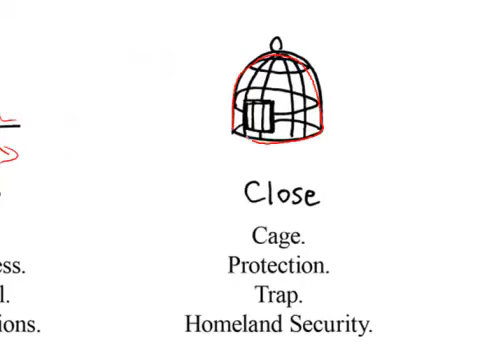 Close
Cage.
Protection.
Trap.
Homeland Security.